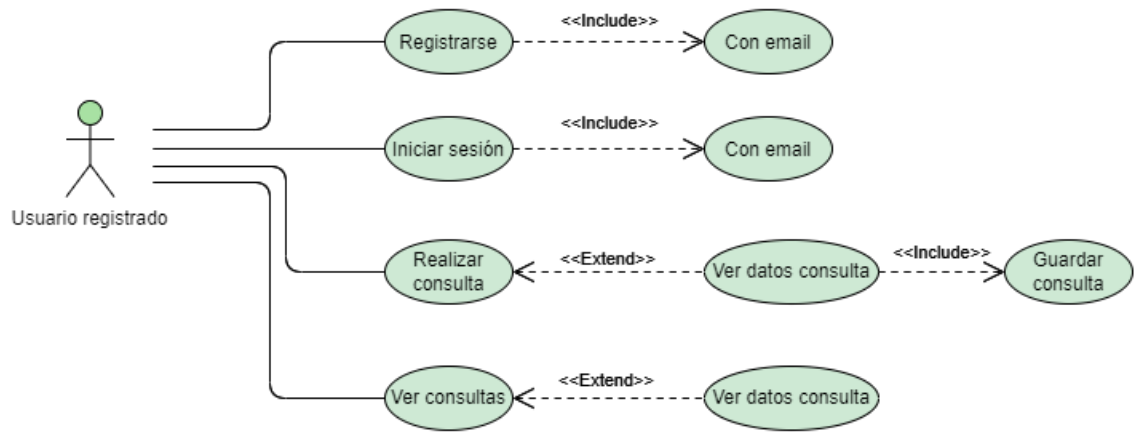 <<Include>>
Registrarse
Con email
<<Include>>
Iniciar sesión
Con email
Usuario registrado
Realizar
consulta
<<Extend>>
Ver datos consulta
<<Include>>
Guardar
consulta
Ver consultas
<<Extend>>
Ver datos consulta